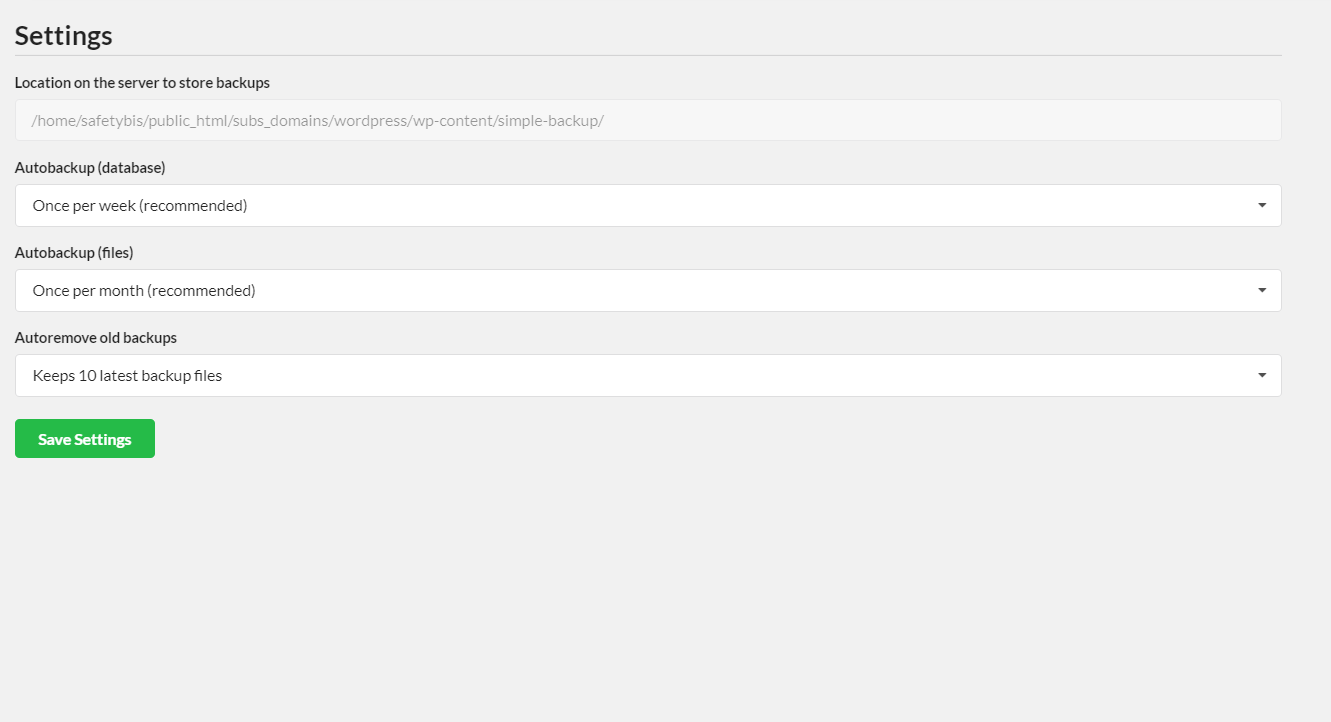 Settings
Location on the server to store backups
/home/safetybis/public_html/subs_domains/wordpress/wp-content/simple-backup/
Autobackup (database)
Once per week (recommended)
Autobackup (files)
Once per month (recommended)
Autoremove old backups
Keeps 10 latest backup files
Save Settings